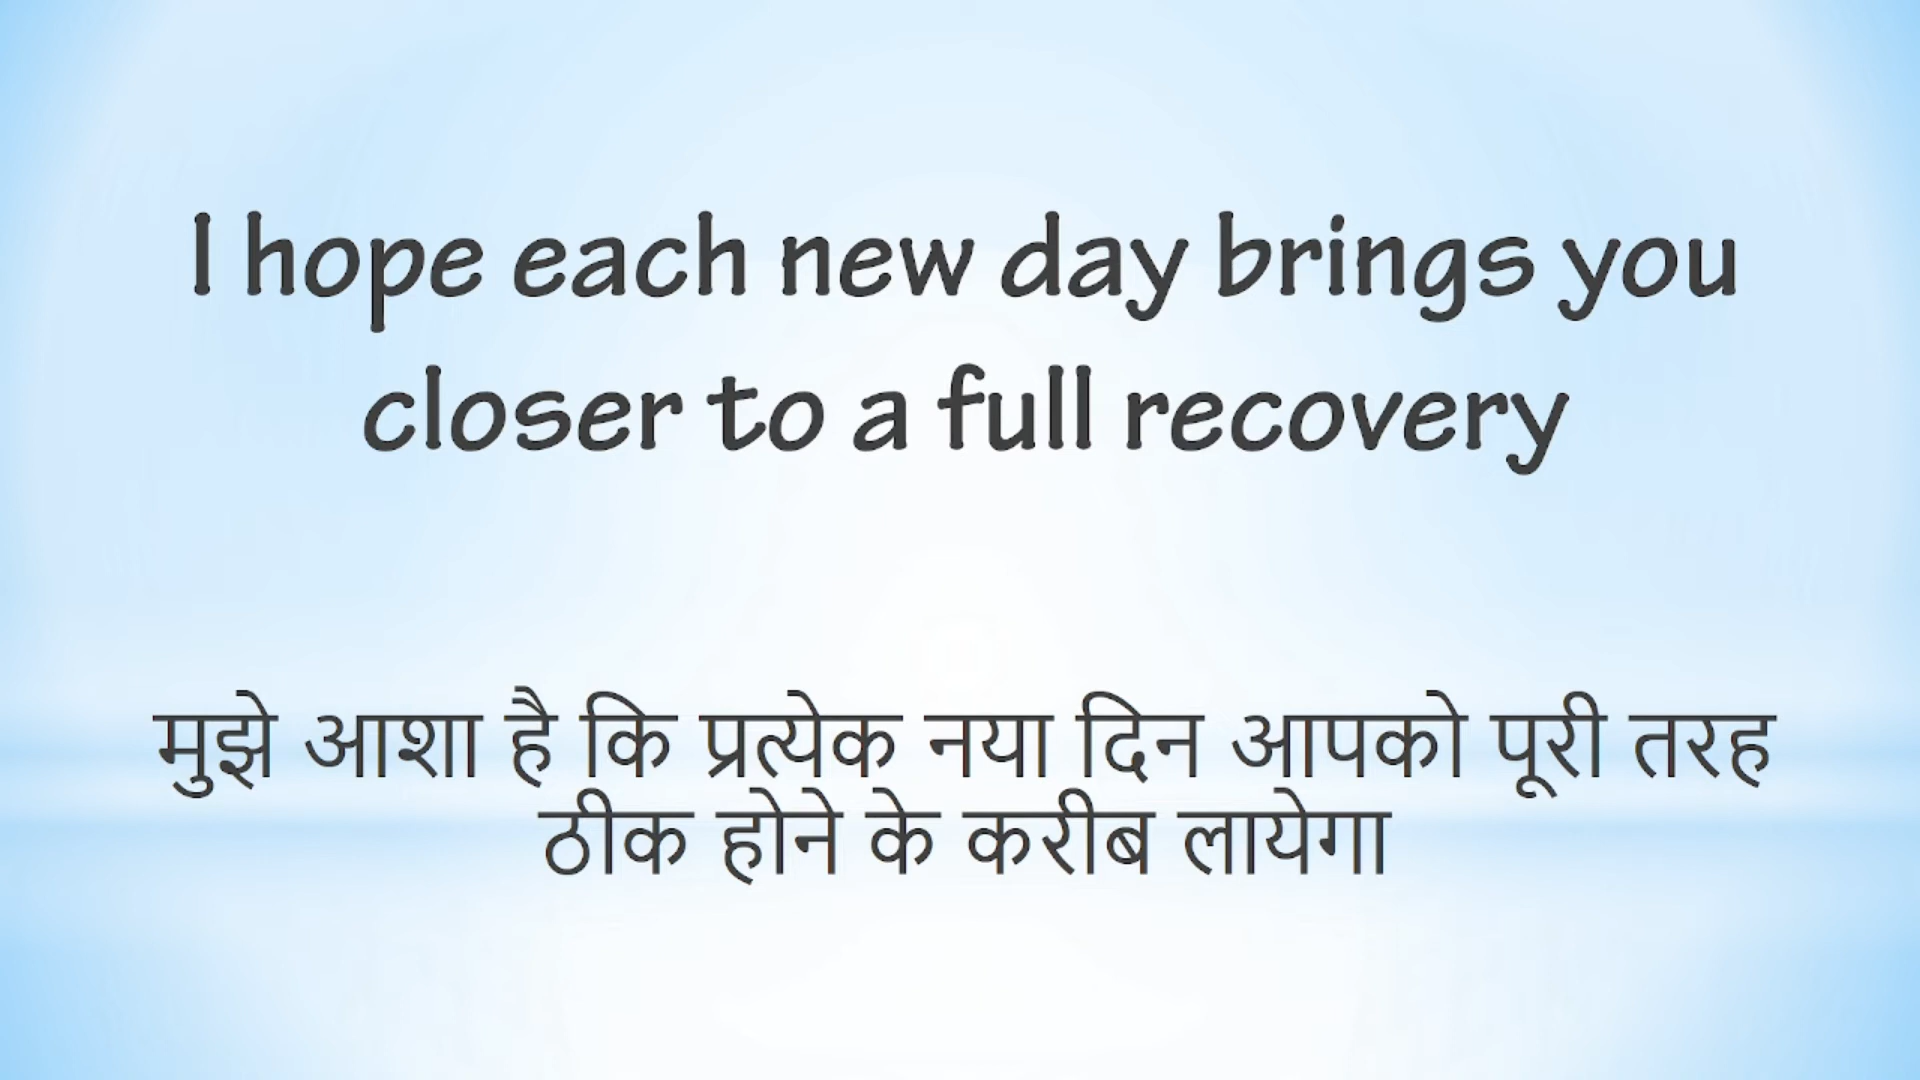 I hope each new day brings you
closer to a full recovery
मुझे आशा है कि प्रत्येक नया दिन आपको पूरी तरह
ठीक होने के करीब लायेगा